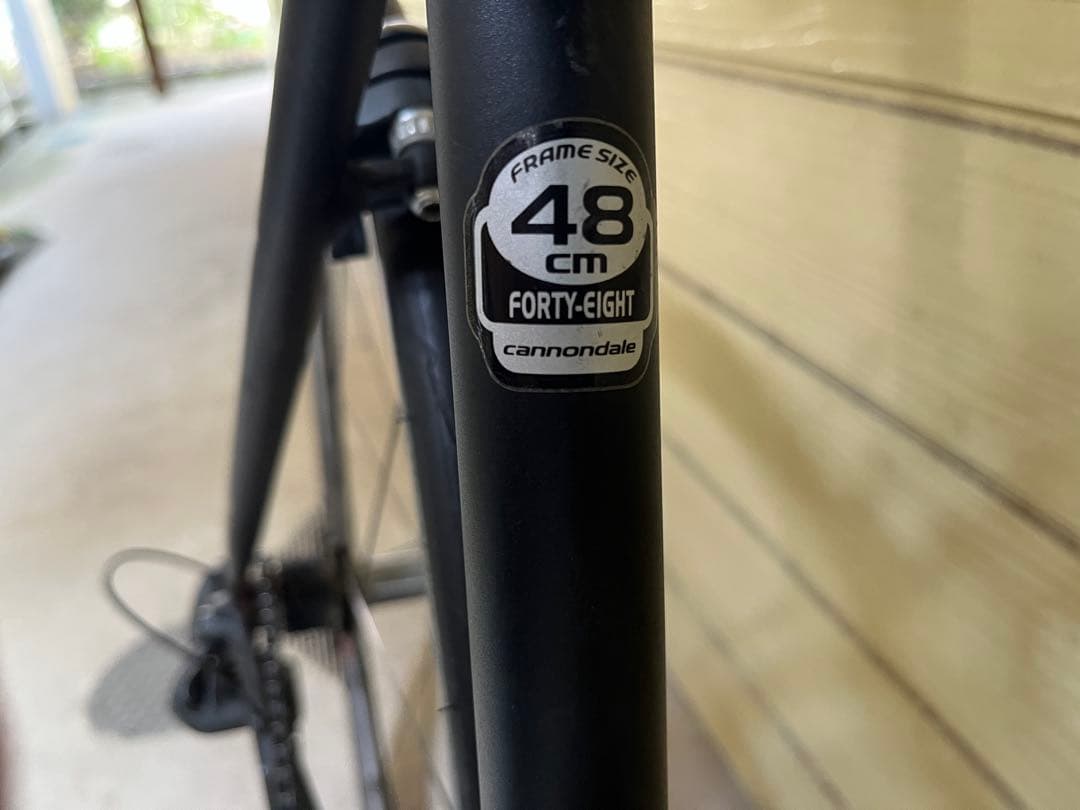 FRAME SIZE
48
cm
FORTY-EIGHT
cannondale